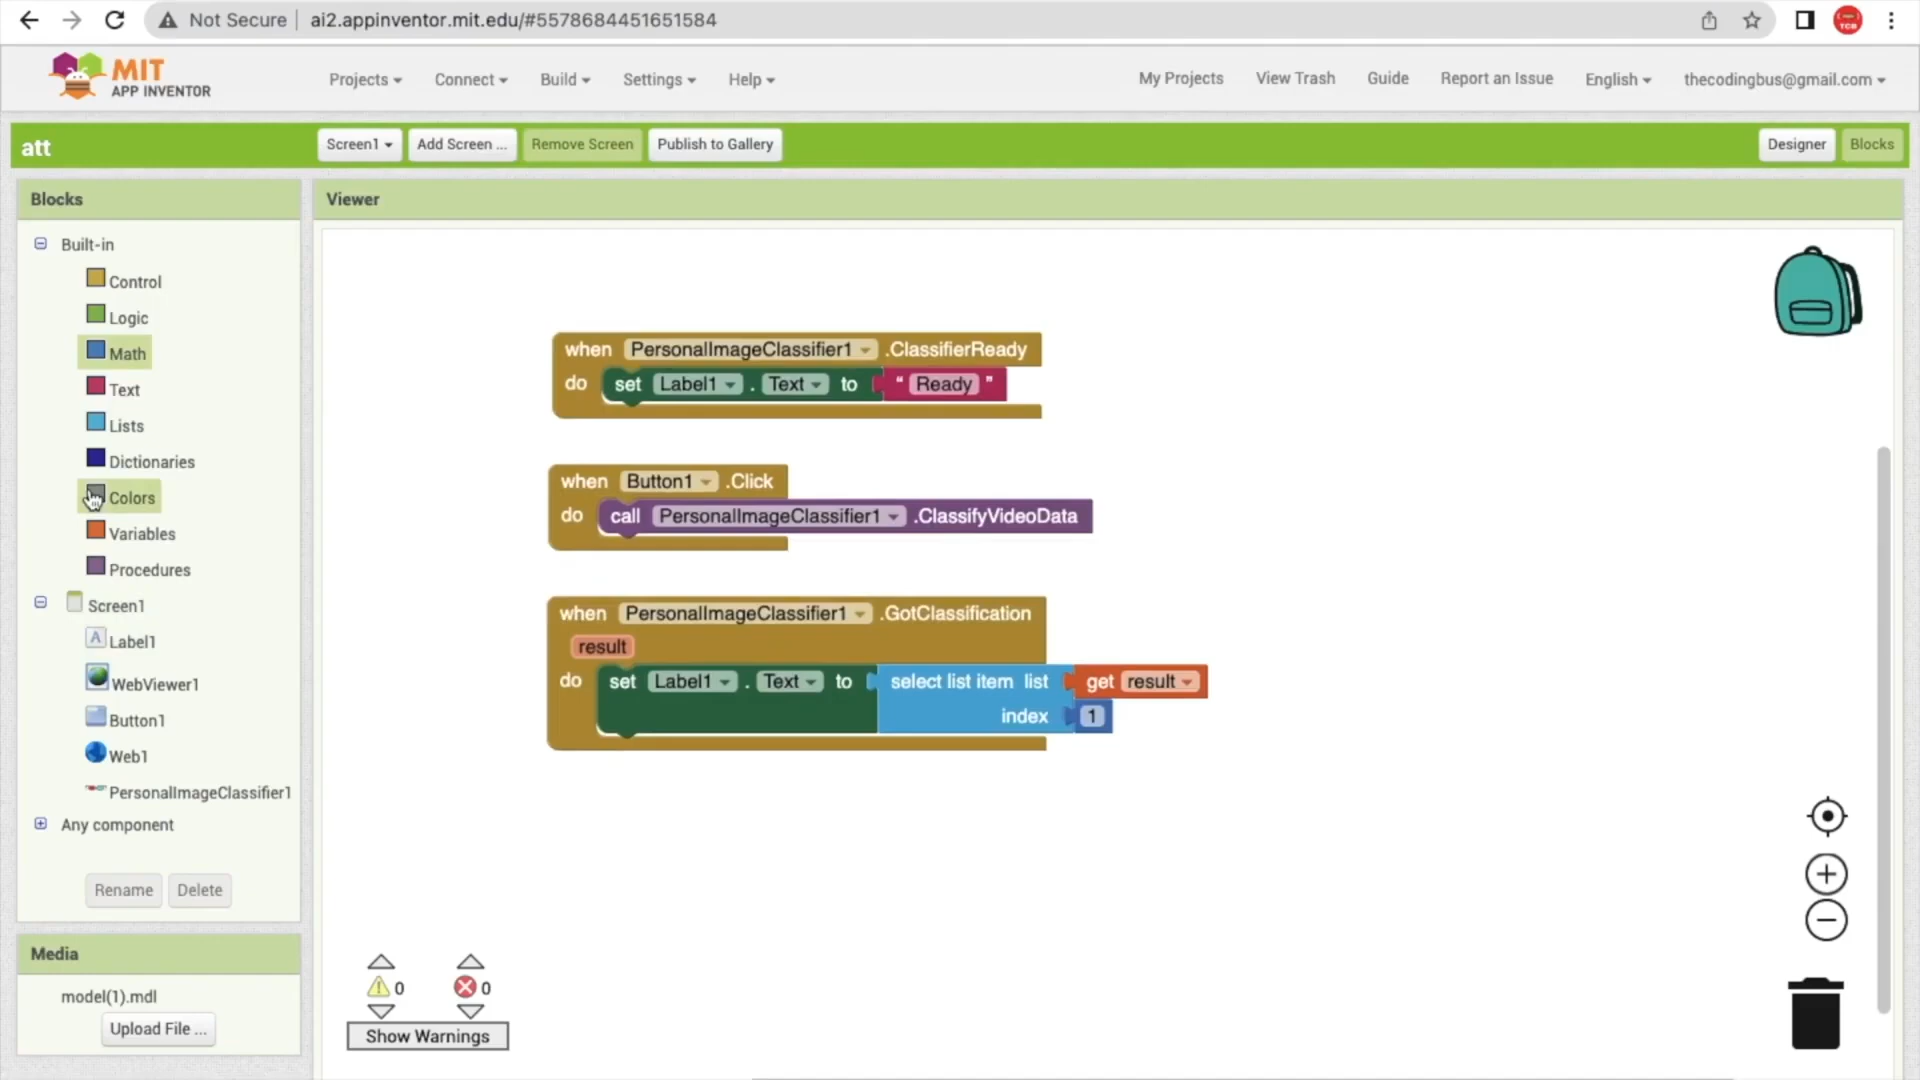 Not Secure ai2.appinventor.mit.edu/#5578684451651584
MIT
APP INVENTOR
Projects Connect Build Settings Help My Projects View Trash Guide Report an Issue English thecodingbus@gmail.com
att Screen1 Add Screen ... Remove Screen Publish to Gallery Designer Blocks
Blocks
Built-in
Control
Logic
Math
Text
Lists
Dictionaries
Colors
Variables
Procedures
Screen1
Label1
WebViewer1
Button1
Web1
PersonalImageClassifier1
Any component
Rename Delete
Media
model(1).mdl
Upload File ...
Viewer
when PersonalImageClassifier1 .ClassifierReady
do set Label1 . Text to " Ready "
when Button1 .Click
do call PersonalImageClassifier1 .ClassifyVideoData
when PersonalImageClassifier1 .GotClassification
result
do set Label1 . Text to select list item list get result
index 1
0 0
Show Warnings